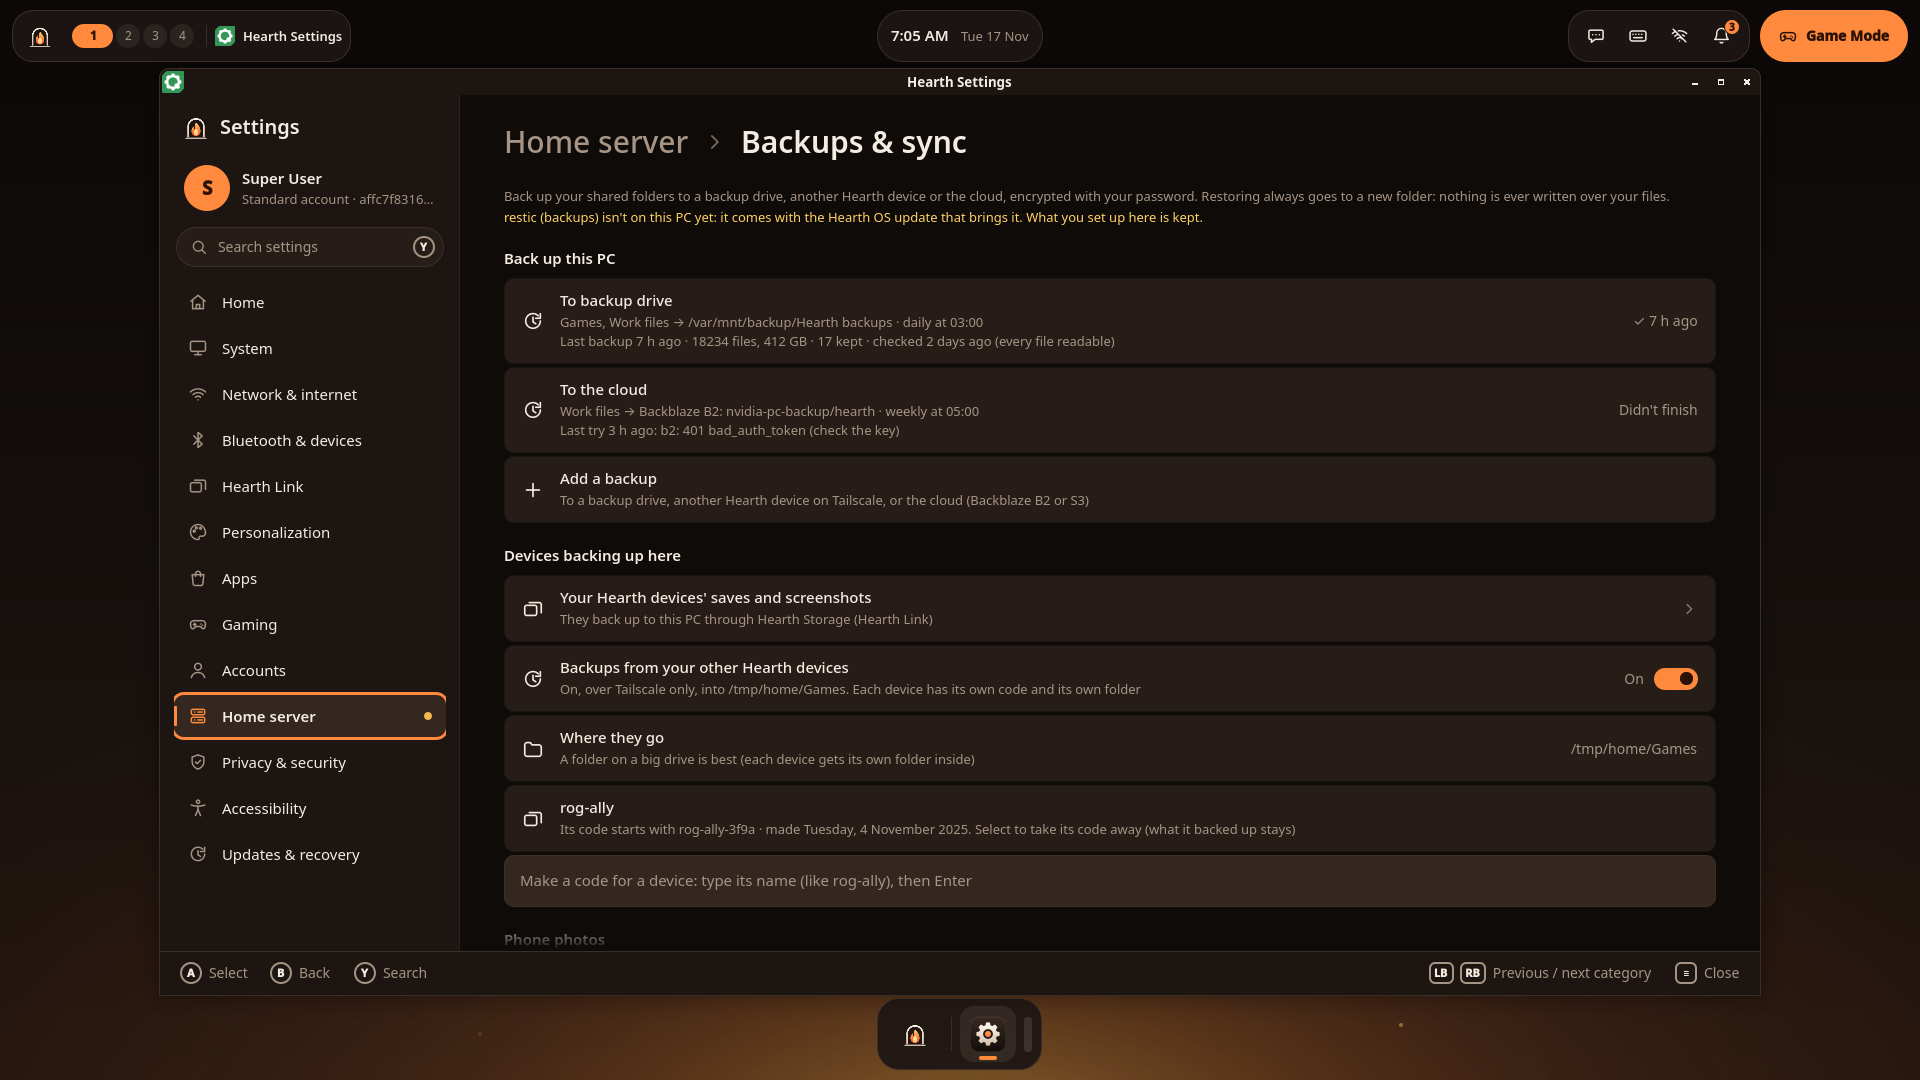 1 2 3 4 Hearth Settings
7:05 AM Tue 17 Nov
3
Game Mode
Hearth Settings
Settings
S
Super User
Standard account · affc7f8316...
Search settings Y
Home
System
Network & internet
Bluetooth & devices
Hearth Link
Personalization
Apps
Gaming
Accounts
Home server
Privacy & security
Accessibility
Updates & recovery
Home server > Backups & sync
Back up your shared folders to a backup drive, another Hearth device or the cloud, encrypted with your password. Restoring always goes to a new folder: nothing is ever written over your files.
restic (backups) isn't on this PC yet: it comes with the Hearth OS update that brings it. What you set up here is kept.
Back up this PC
To backup drive
Games, Work files → /var/mnt/backup/Hearth backups · daily at 03:00
Last backup 7 h ago · 18234 files, 412 GB · 17 kept · checked 2 days ago (every file readable)
✓ 7 h ago
To the cloud
Work files → Backblaze B2: nvidia-pc-backup/hearth · weekly at 05:00
Last try 3 h ago: b2: 401 bad_auth_token (check the key)
Didn't finish
Add a backup
To a backup drive, another Hearth device on Tailscale, or the cloud (Backblaze B2 or S3)
Devices backing up here
Your Hearth devices' saves and screenshots
They back up to this PC through Hearth Storage (Hearth Link)
Backups from your other Hearth devices
On, over Tailscale only, into /tmp/home/Games. Each device has its own code and its own folder
On
Where they go
A folder on a big drive is best (each device gets its own folder inside)
/tmp/home/Games
rog-ally
Its code starts with rog-ally-3f9a · made Tuesday, 4 November 2025. Select to take its code away (what it backed up stays)
Make a code for a device: type its name (like rog-ally), then Enter
Phone photos
A Select B Back Y Search
LB RB Previous / next category ≡ Close